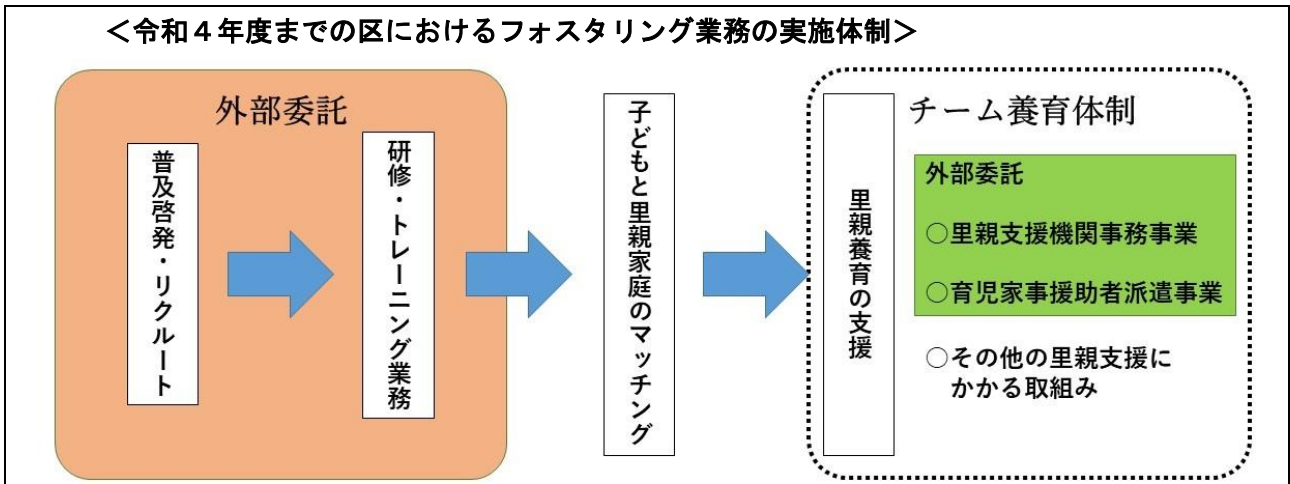 ＜令和４年度までの区におけるフォスタリング業務の実施体制＞
外部委託
普及啓発・リクルート
研修・トレーニング業務
子どもと里親家庭のマッチング
里親養育の支援
チーム養育体制
外部委託
○里親支援機関事務事業
○育児家事援助者派遣事業
○その他の里親支援に
かかる取組み